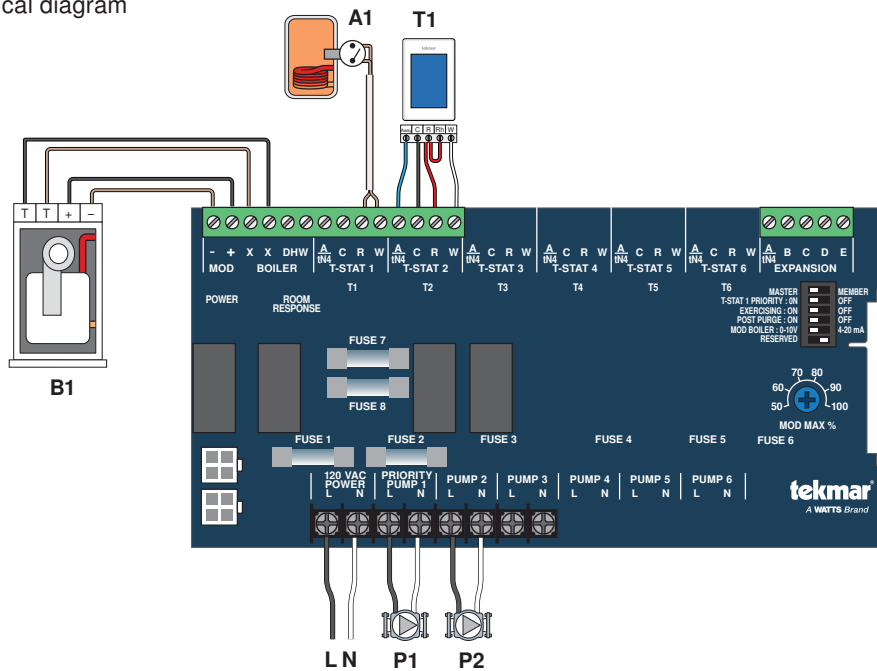 cal diagram
A1
T1
tekmar
C R Rh W
T T + −
B1
- + X X DHW
MOD BOILER
A/tN4 C R W
T-STAT 1
A/tN4 C R W
T-STAT 2
A/tN4 C R W
T-STAT 3
A/tN4 C R W
T-STAT 4
A/tN4 C R W
T-STAT 5
A/tN4 C R W
T-STAT 6
A/tN4 B C D E
EXPANSION
T1 T2 T3 T4 T5 T6
POWER
ROOM
RESPONSE
MASTER MEMBER
T-STAT 1 PRIORITY : 0N OFF
EXERCISING : ON OFF
POST PURGE : ON OFF
MOD BOILER : 0-10V 4-20 mA
RESERVED
FUSE 7
FUSE 8
50 60 70 80 90 100
MOD MAX %
FUSE 1 FUSE 2 FUSE 3 FUSE 4 FUSE 5 FUSE 6
120 VAC
POWER
L N
PRIORITY
PUMP 1
L N
PUMP 2
L N
PUMP 3
L N
PUMP 4
L N
PUMP 5
L N
PUMP 6
L N
tekmar®
A WATTS Brand
L N P1 P2